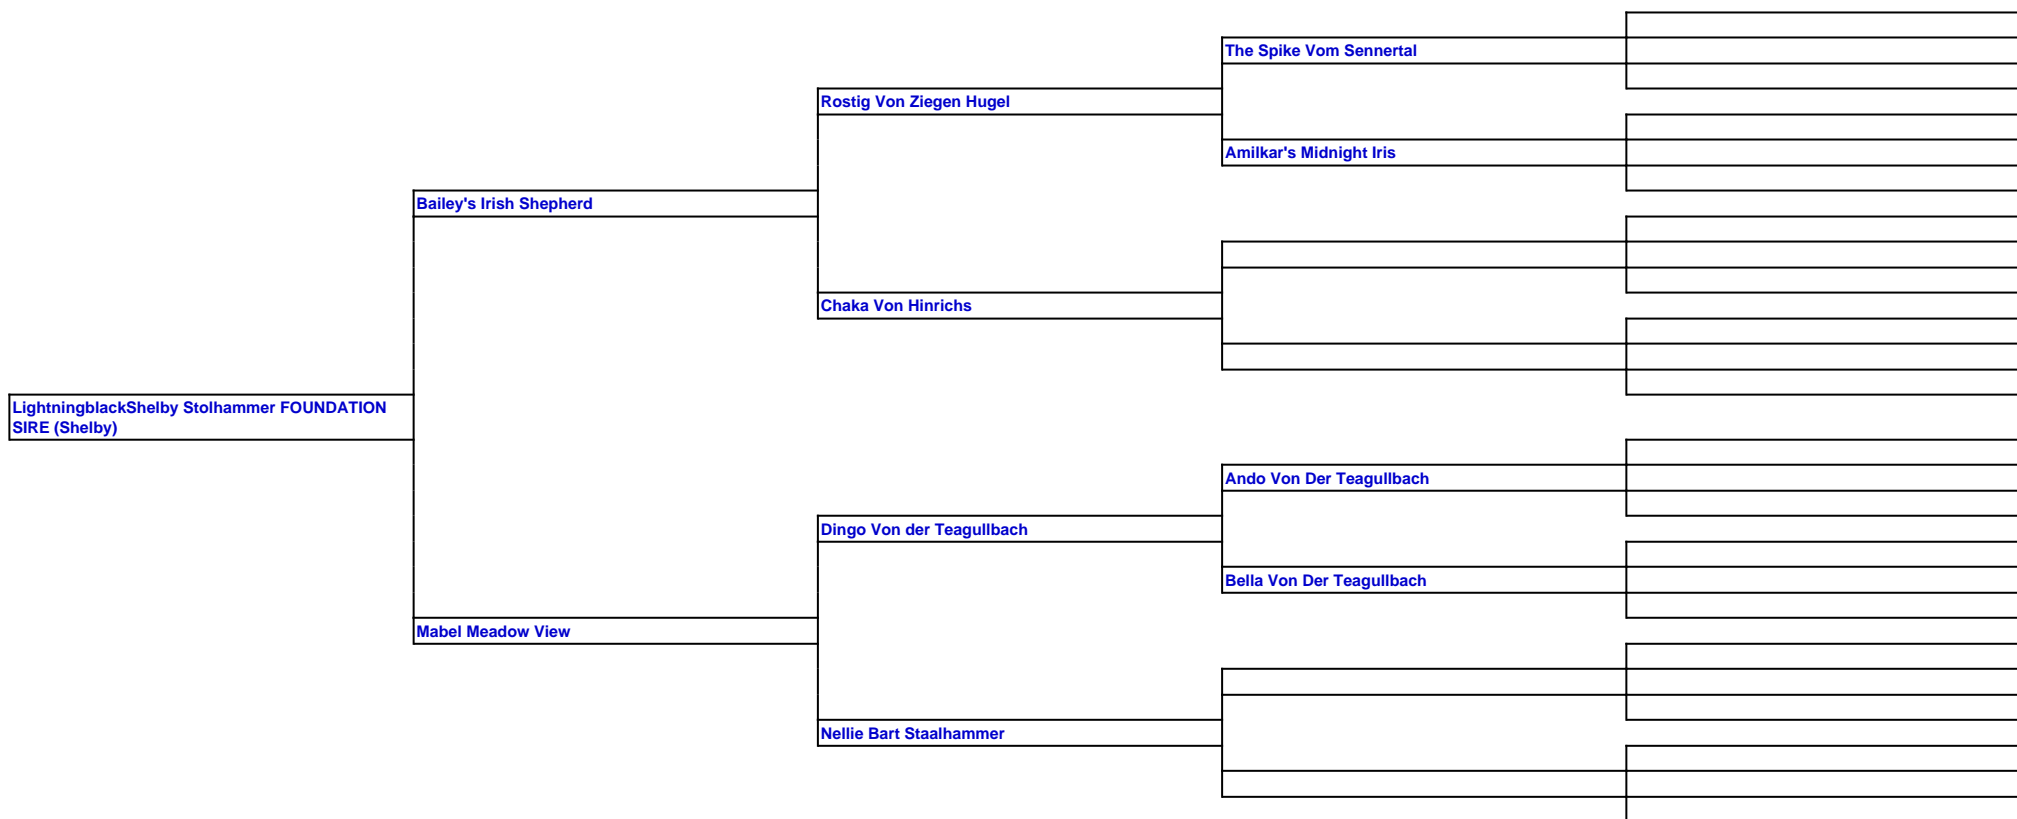 The Spike Vom Sennertal
Rostig Von Ziegen Hugel
Amilkar's Midnight Iris
Bailey's Irish Shepherd
Chaka Von Hinrichs
LightningblackShelby Stolhammer FOUNDATION
SIRE (Shelby)
Ando Von Der Teagullbach
Dingo Von der Teagullbach
Bella Von Der Teagullbach
Mabel Meadow View
Nellie Bart Staalhammer